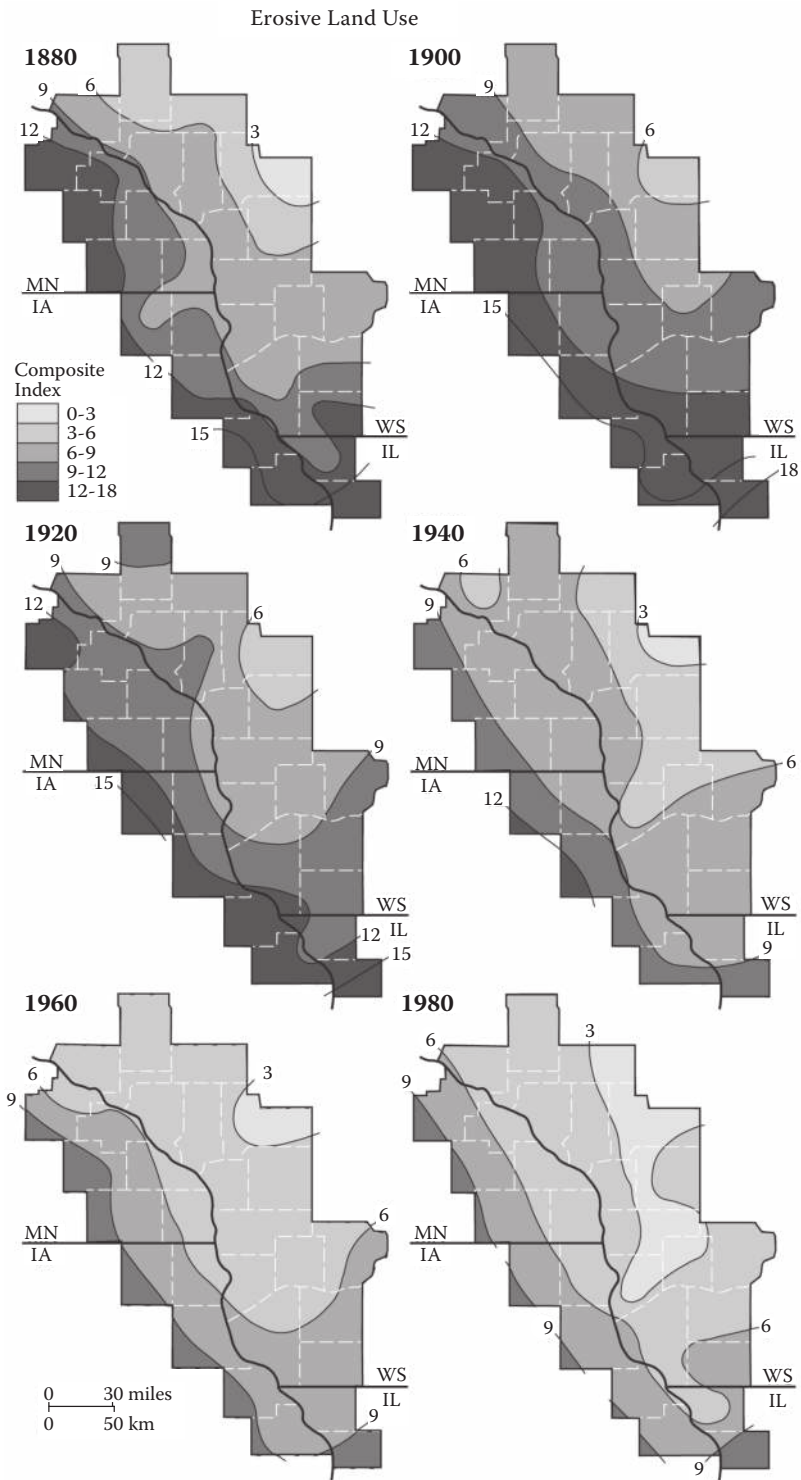 Erosive Land Use
1880
1900
9
6
3
12
9
6
12
MN
IA
MN
IA
15
12
15
Composite
Index
0-3
3-6
6-9
9-12
12-18
WS
IL
WS
IL
18
1920
1940
9
9
12
6
6
9
3
MN
IA
MN
IA
15
9
12
6
WS
IL
WS
IL
12
15
9
1960
1980
6
9
3
6
9
3
MN
IA
MN
IA
6
9
6
0 30 miles
0 50 km
WS
IL
WS
IL
9
9